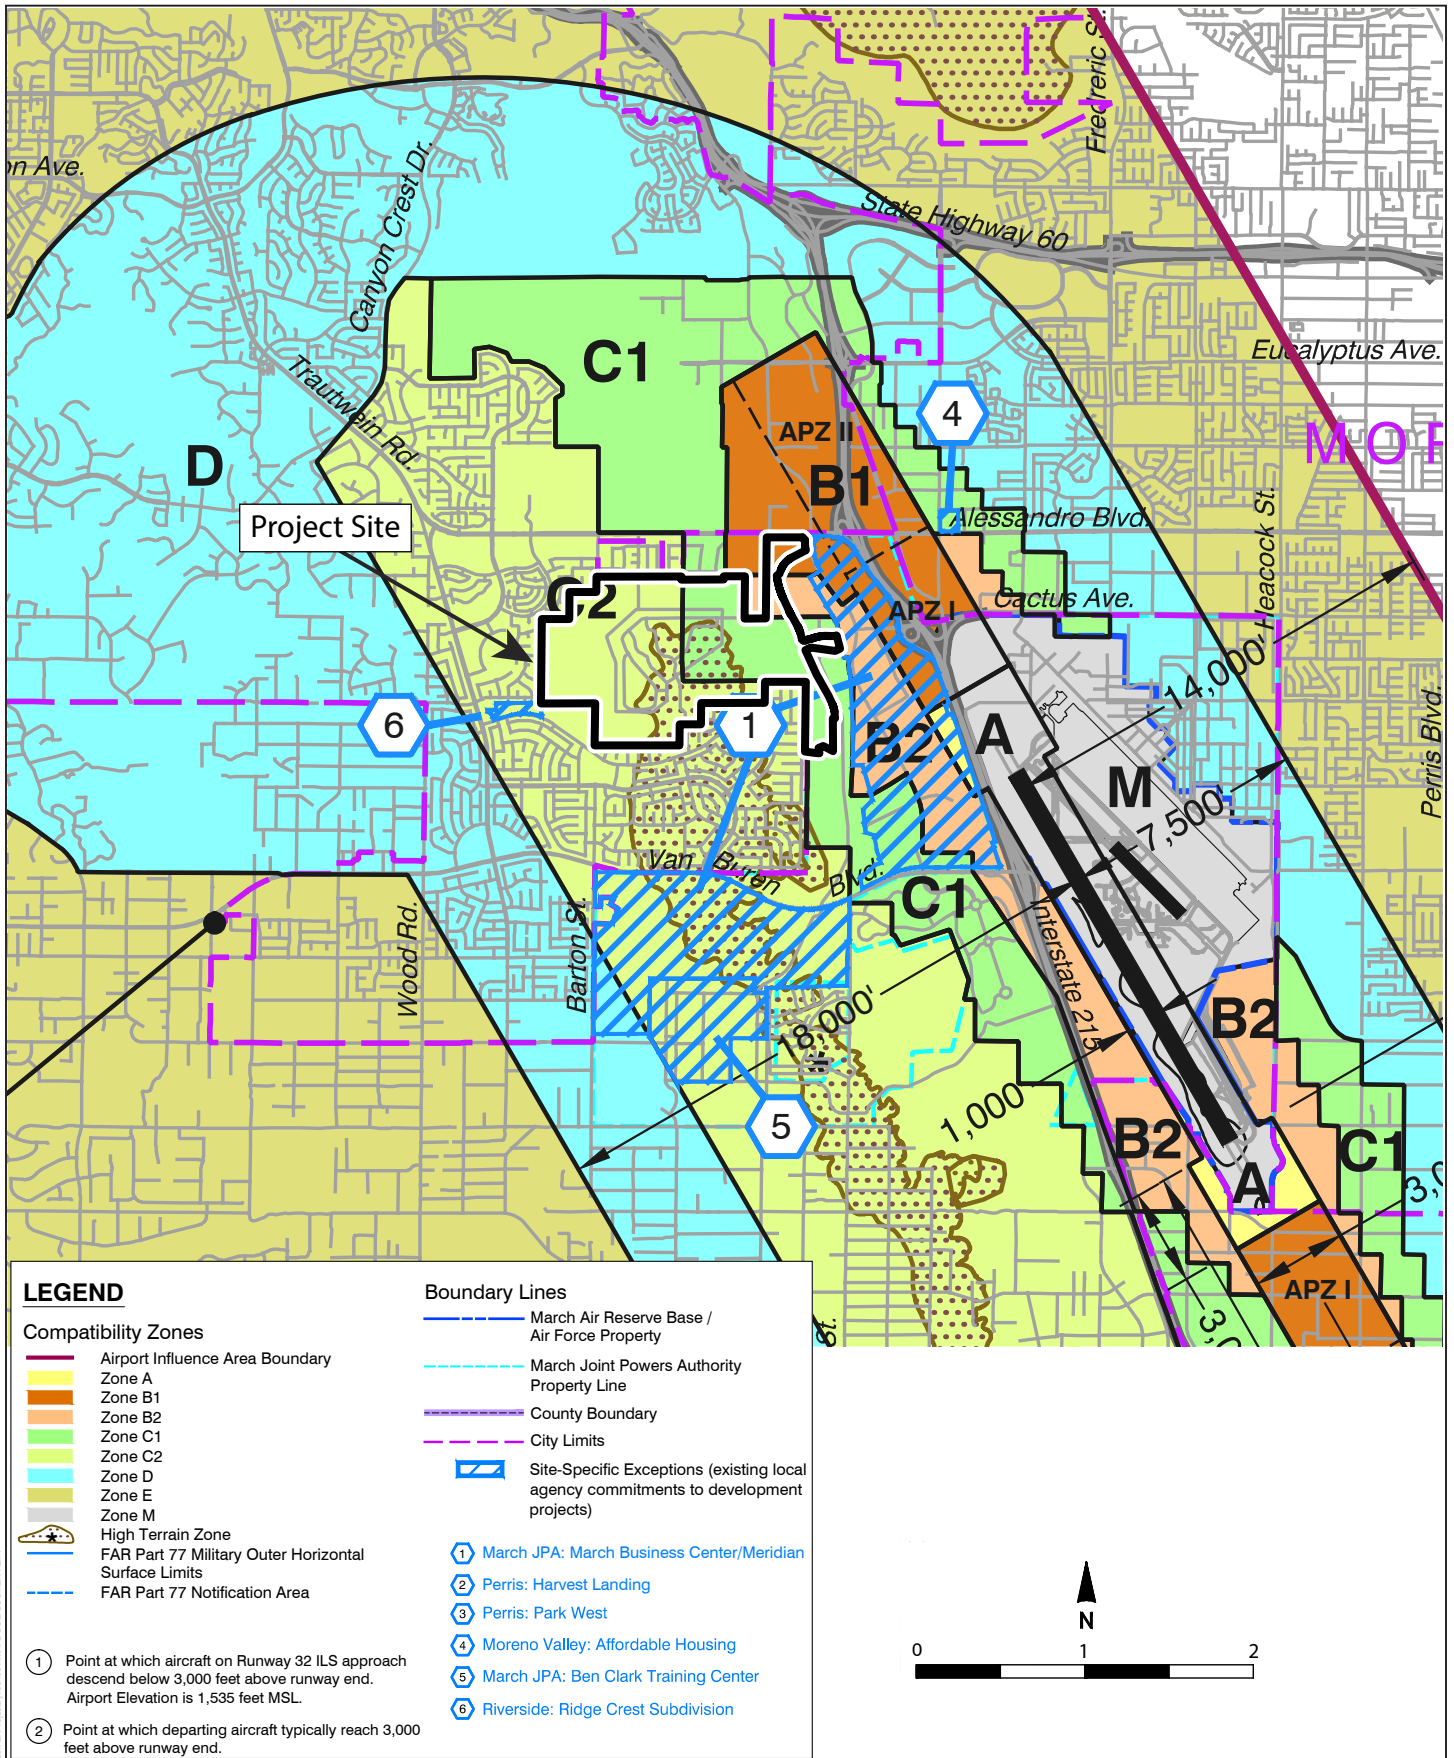 Fredreric St.
on Ave.
Canyon Crest Dr.
State Highway 60
Eucalyptus Ave.
C1
Trautwein Rd.
4
APZ II
MOR
D
B1
Heacock St.
Project Site
Alessandro Blvd.
C2
APZ I
Cactus Ave.
14,000'
6
1
B2
A
M
Perris Blvd.
7,500'
Van Buren Blvd.
C1
Barton St.
Wood Rd.
Interstate 215
18,000'
B2
1,000
5
B2
C1
A
3,0
APZ I
3,0
St.
LEGEND
Compatibility Zones
Airport Influence Area Boundary
Zone A
Zone B1
Zone B2
Zone C1
Zone C2
Zone D
Zone E
Zone M
High Terrain Zone
FAR Part 77 Military Outer Horizontal
Surface Limits
FAR Part 77 Notification Area
1 Point at which aircraft on Runway 32 ILS approach
descend below 3,000 feet above runway end.
Airport Elevation is 1,535 feet MSL.
2 Point at which departing aircraft typically reach 3,000
feet above runway end.
Boundary Lines
March Air Reserve Base /
Air Force Property
March Joint Powers Authority
Property Line
County Boundary
City Limits
Site-Specific Exceptions (existing local
agency commitments to development
projects)
1 March JPA: March Business Center/Meridian
2 Perris: Harvest Landing
3 Perris: Park West
4 Moreno Valley: Affordable Housing
5 March JPA: Ben Clark Training Center
6 Riverside: Ridge Crest Subdivision
N
0 1 2